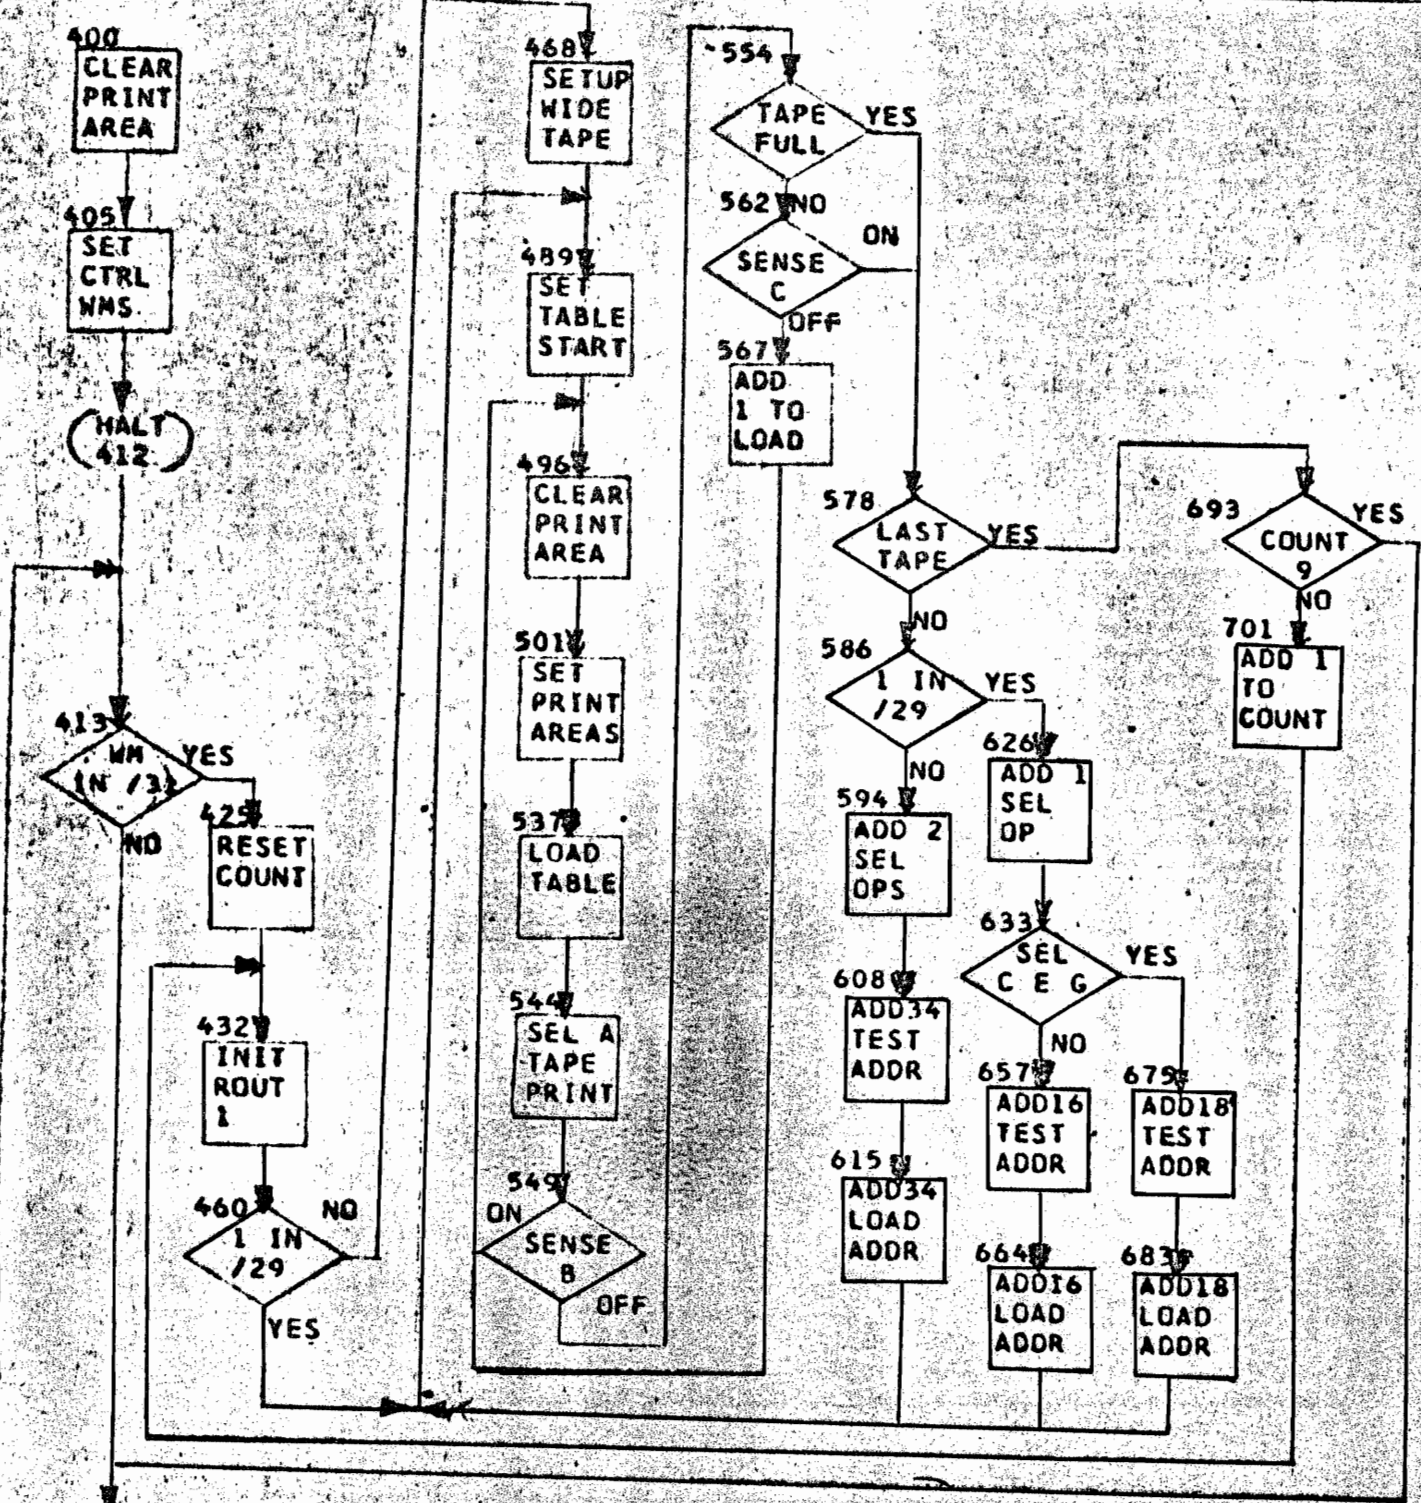 400
CLEAR
PRINT
AREA
405
SET
CTRL
WMS
HALT
412
413
WM
IN /31
YES
NO
425
RESET
COUNT
432
INIT
ROUT
1
460
1 IN
/29
NO
YES
468
SETUP
WIDE
TAPE
489
SET
TABLE
START
496
CLEAR
PRINT
AREA
501
SET
PRINT
AREAS
537
LOAD
TABLE
544
SEL A
TAPE
PRINT
549
ON
SENSE
B
OFF
554
TAPE
FULL
YES
NO
562
SENSE
C
ON
OFF
567
ADD
1 TO
LOAD
578
LAST
TAPE
YES
NO
586
1 IN
/29
YES
NO
594
ADD 2
SEL
OPS
608
ADD34
TEST
ADDR
615
ADD34
LOAD
ADDR
626
ADD 1
SEL
OP
633
SEL
C E G
YES
NO
657
ADD16
TEST
ADDR
664
ADD16
LOAD
ADDR
675
ADD18
TEST
ADDR
683
ADD18
LOAD
ADDR
693
COUNT
9
YES
NO
701
ADD 1
TO
COUNT